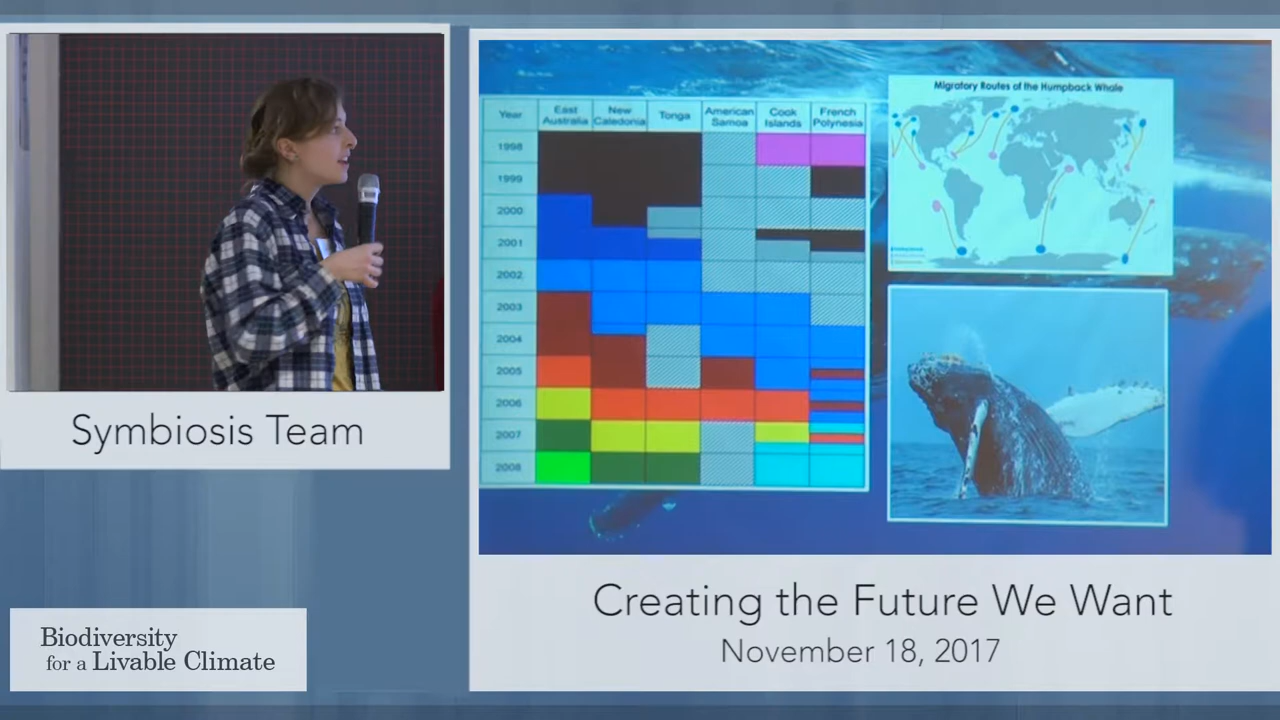 Symbiosis Team
Biodiversity
for a Livable Climate
Year
East
Australia
New
Caledonia
Tonga
American
Samoa
Cook
Islands
French
Polynesia
1998
1999
2000
2001
2002
2003
2004
2005
2006
2007
2008
Migratory Routes of the Humpback Whale
Creating the Future We Want
November 18, 2017